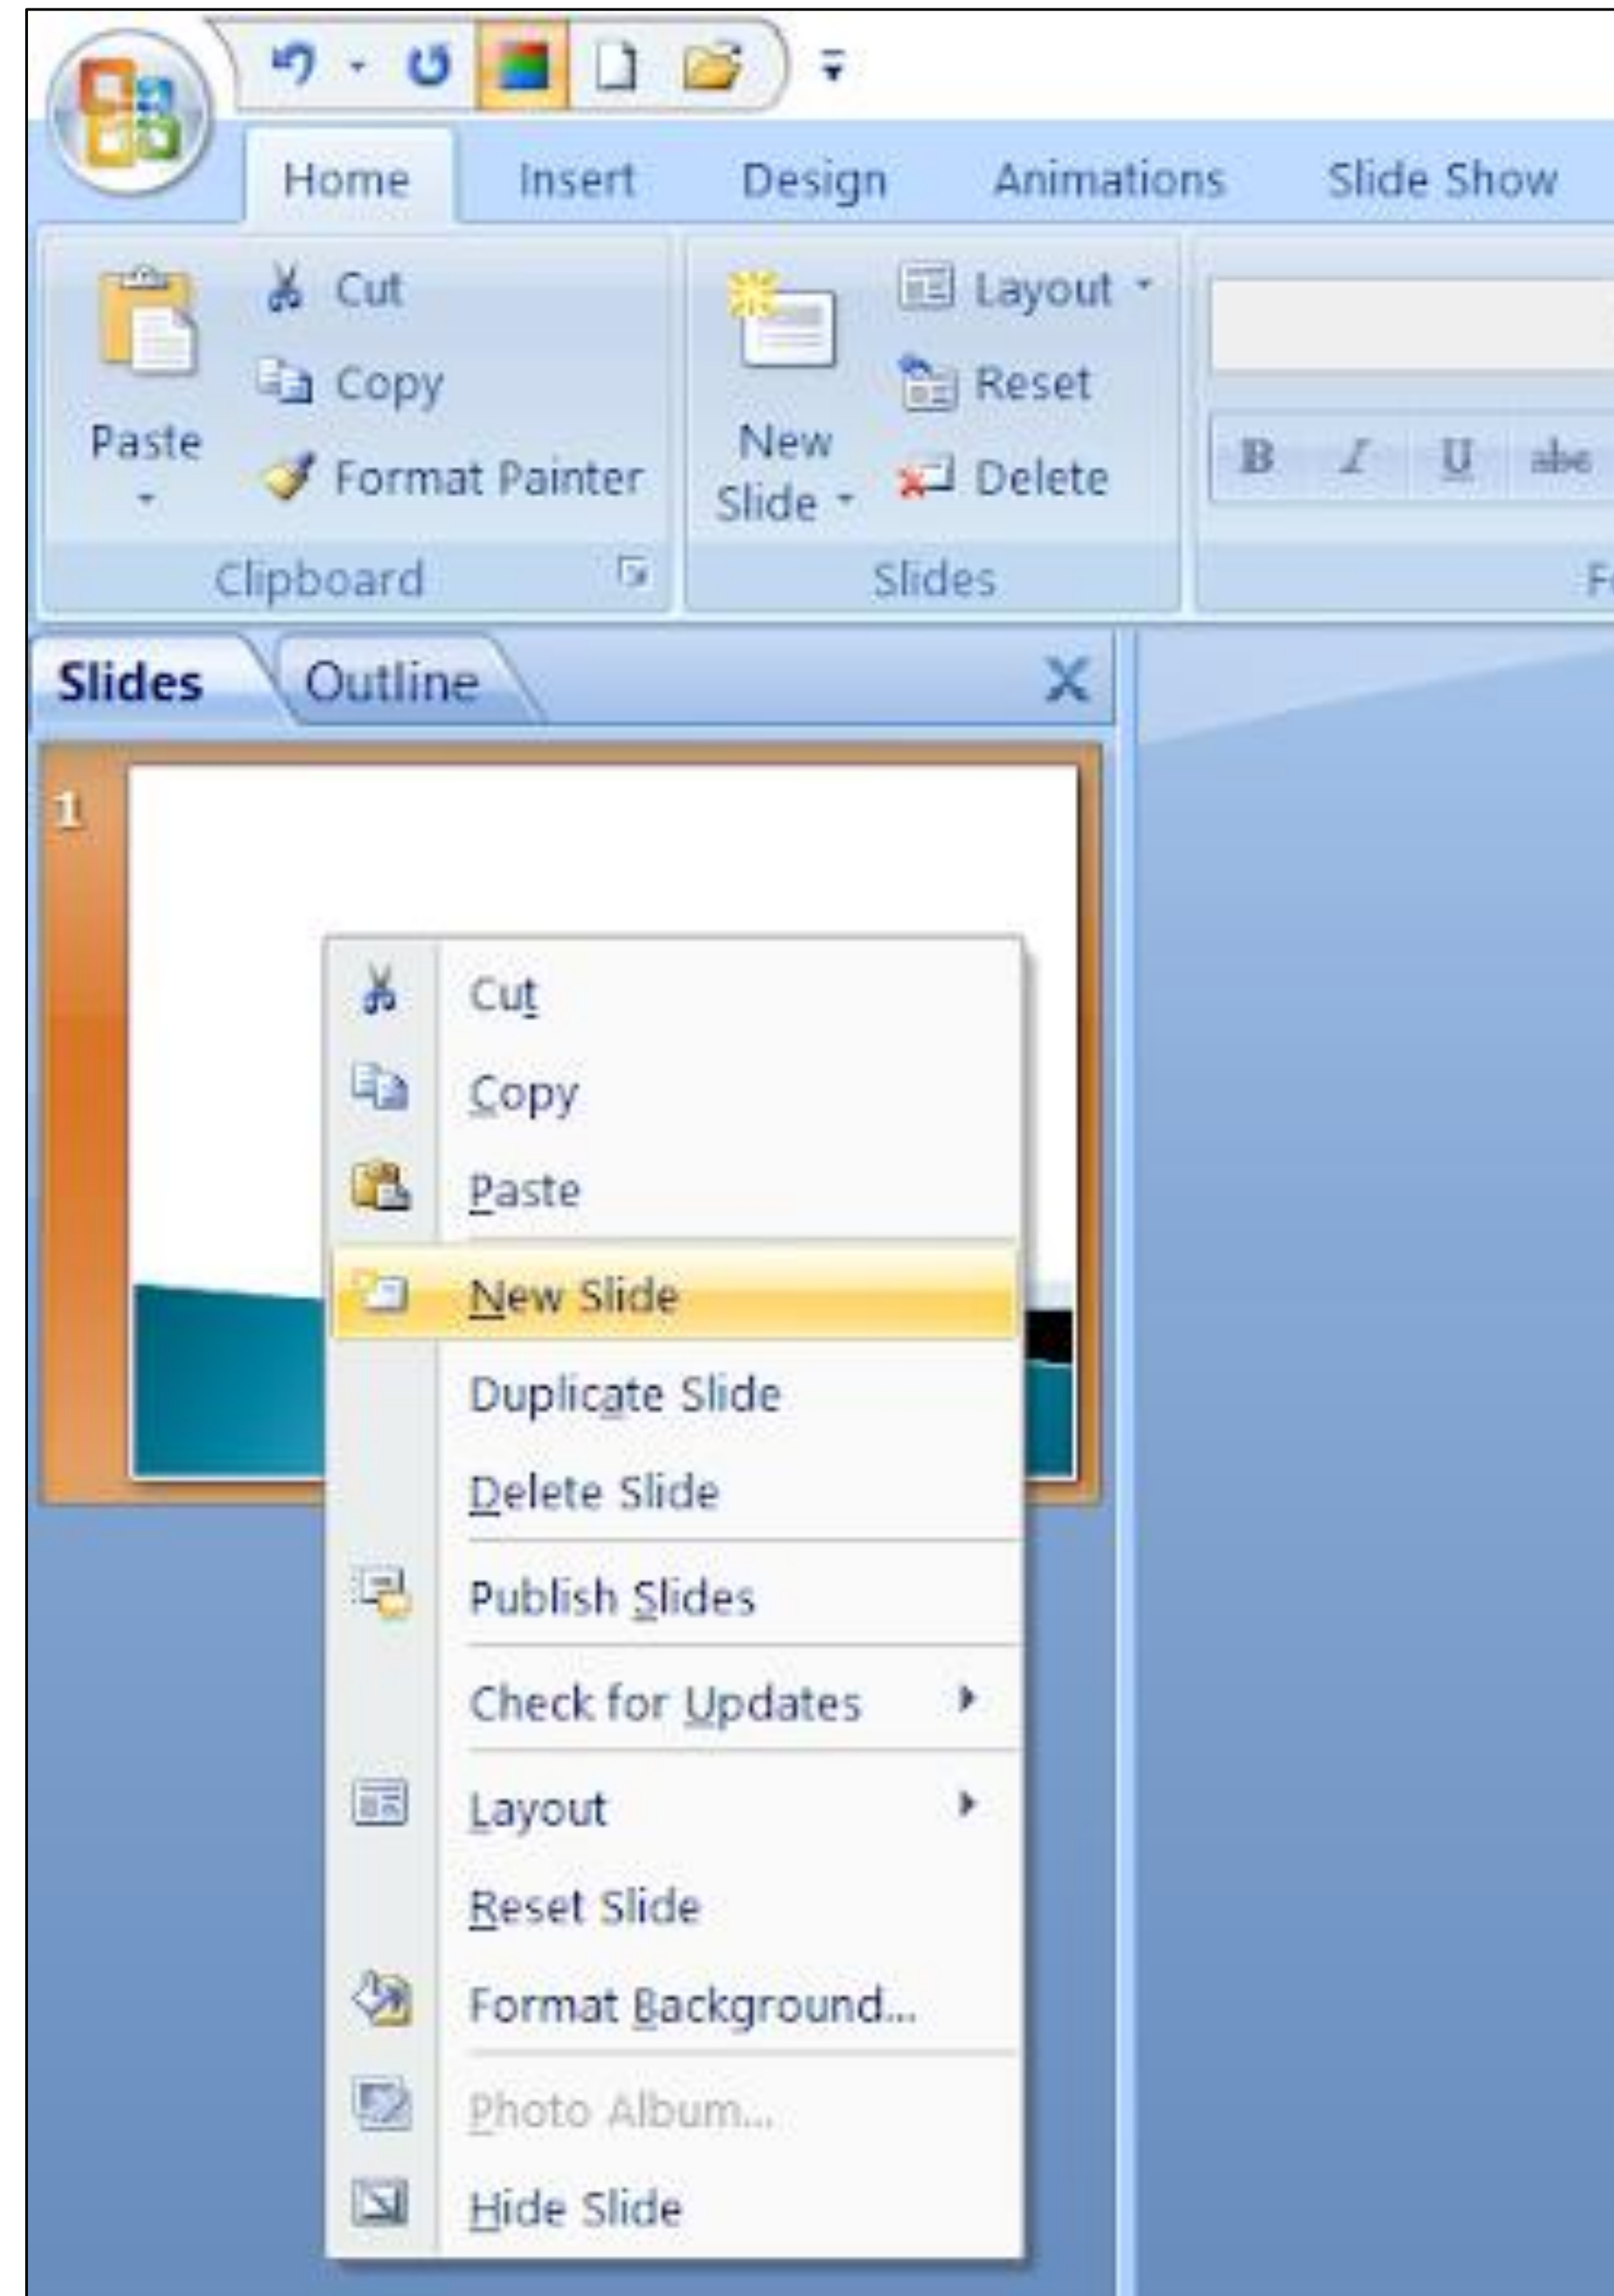 Home Insert Design Animations Slide Show
Cut
Copy
Format Painter
Paste
Clipboard
New
Slide
Layout
Reset
Delete
Slides
B I U abc
Slides Outline
1
Cut
Copy
Paste
New Slide
Duplicate Slide
Delete Slide
Publish Slides
Check for Updates
Layout
Reset Slide
Format Background...
Photo Album...
Hide Slide